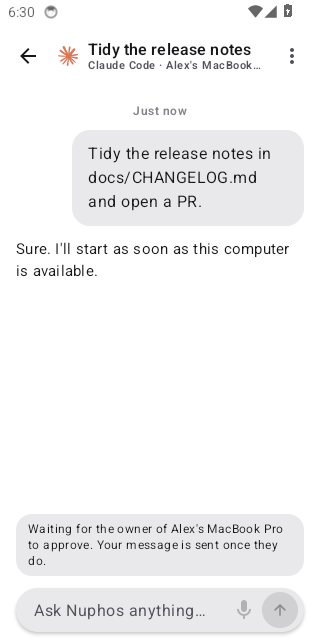 6:30
Tidy the release notes
Claude Code · Alex's MacBook…
Just now
Tidy the release notes in
docs/CHANGELOG.md
and open a PR.
Sure. I'll start as soon as this computer
is available.
Waiting for the owner of Alex's MacBook Pro
to approve. Your message is sent once they
do.
Ask Nuphos anything…